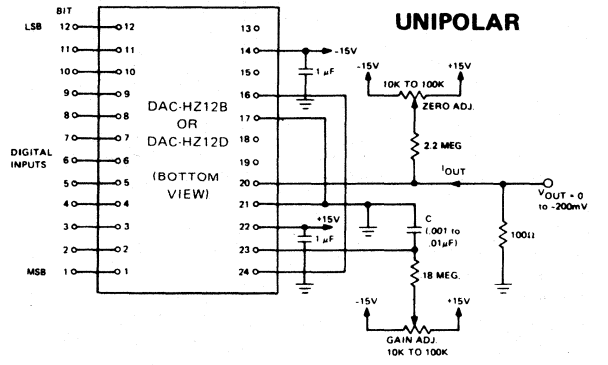 UNIPOLAR
BIT
LSB
12 12
11 11
10 10
9 9
8 8
7 7
DIGITAL
INPUTS
6 6
5 5
4 4
3 3
2 2
MSB
1 1
DAC-HZ12B
OR
DAC-HZ12D
(BOTTOM
VIEW)
13
14
15
16
17
18
19
20
21
22
23
24
-15V
1 µF
+15V
1 µF
-15V
+15V
10K TO 100K
ZERO ADJ.
2.2 MEG
IOUT
VOUT = 0
to -200mV
100Ω
C
(.001 to
.01µF)
18 MEG.
-15V
+15V
GAIN ADJ.
10K TO 100K